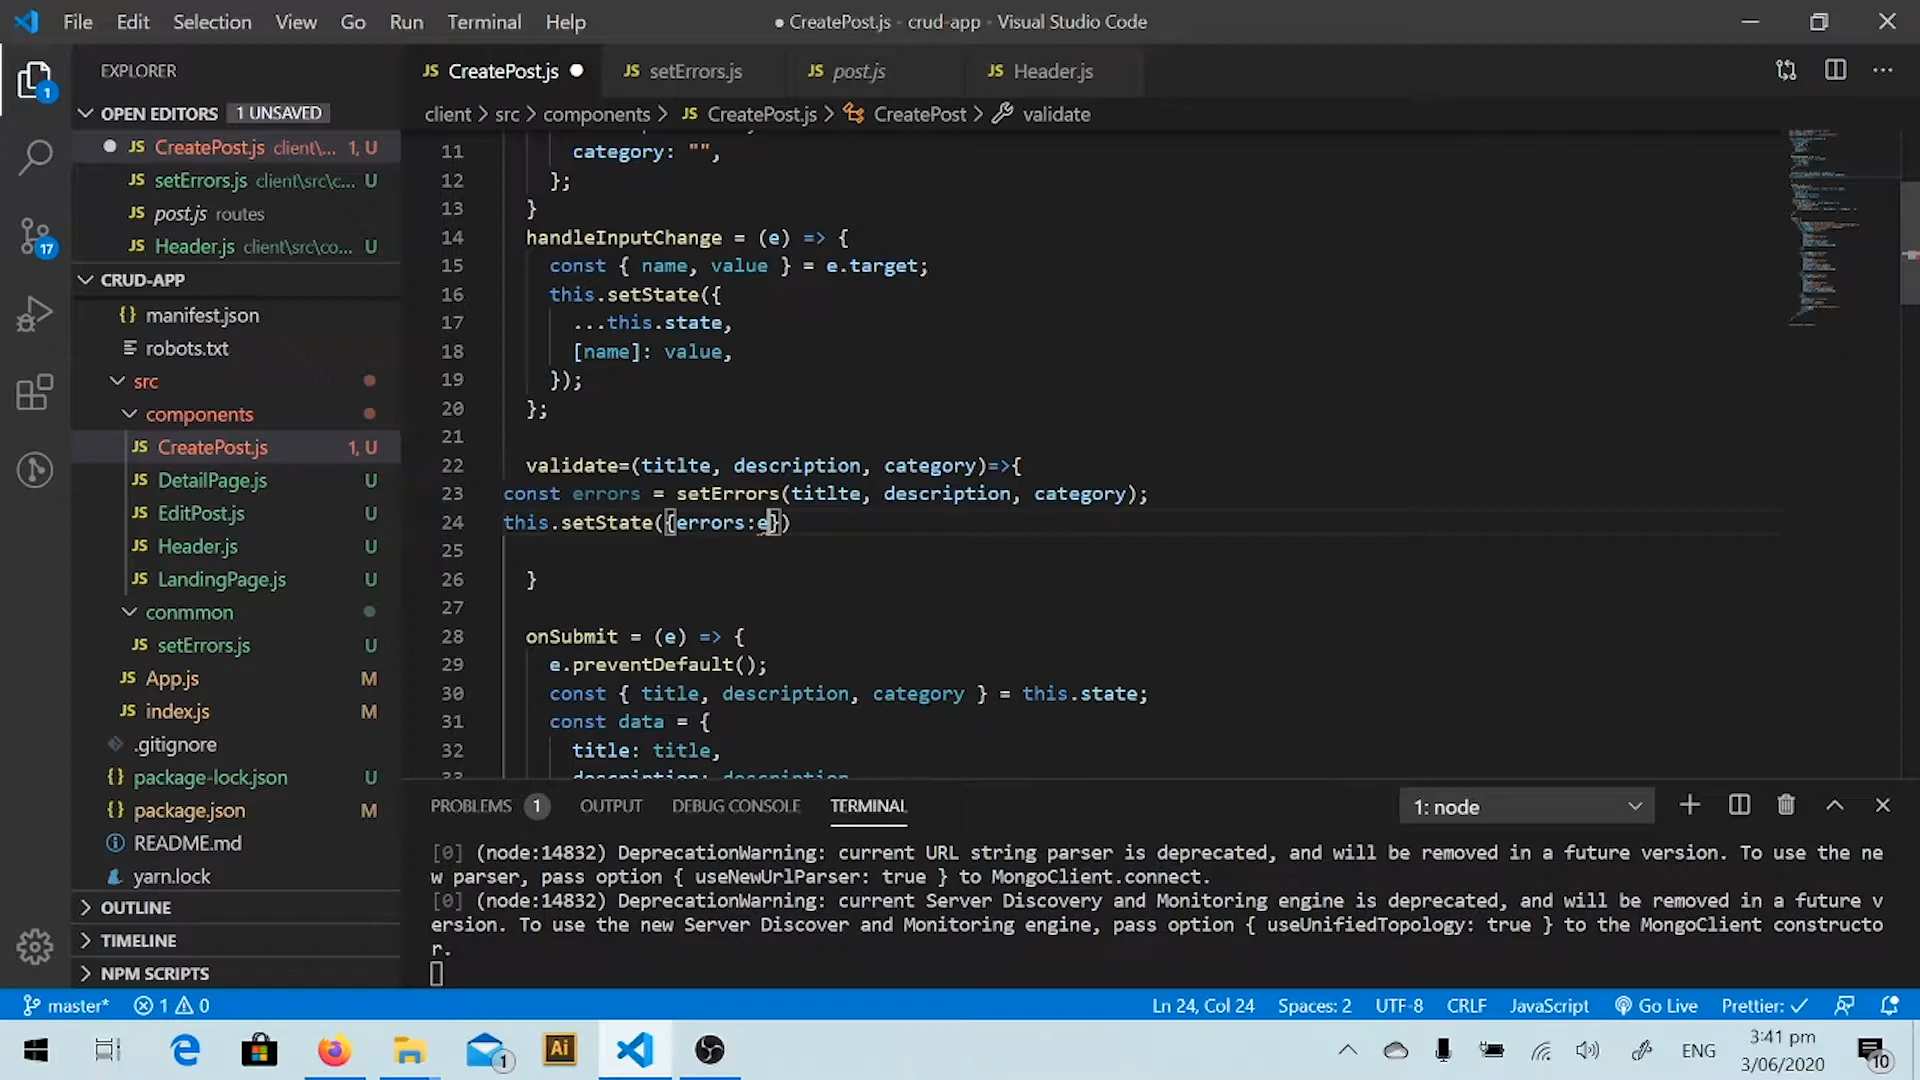 File Edit Selection View Go Run Terminal Help
● CreatePost.js - crud-app - Visual Studio Code
EXPLORER
OPEN EDITORS 1 UNSAVED
JS CreatePost.js client\... 1, U
JS setErrors.js client\src\c... U
JS post.js routes
JS Header.js client\src\co... U
CRUD-APP
{} manifest.json
robots.txt
src
components
JS CreatePost.js 1, U
JS DetailPage.js U
JS EditPost.js U
JS Header.js U
JS LandingPage.js U
conmmon
JS setErrors.js U
JS App.js M
JS index.js M
.gitignore
{} package-lock.json U
{} package.json M
README.md
yarn.lock
OUTLINE
TIMELINE
NPM SCRIPTS
1
17
JS CreatePost.js JS setErrors.js JS post.js JS Header.js
client > src > components > JS CreatePost.js > CreatePost > validate
11 category: "",
12 };
13 }
14 handleInputChange = (e) => {
15 const { name, value } = e.target;
16 this.setState({
17 ...this.state,
18 [name]: value,
19 });
20 };
21
22 validate=(titlte, description, category)=>{
23 const errors = setErrors(titlte, description, category);
24 this.setState({errors:e})
25
26 }
27
28 onSubmit = (e) => {
29 e.preventDefault();
30 const { title, description, category } = this.state;
31 const data = {
32 title: title,
33 description: description
PROBLEMS 1 OUTPUT DEBUG CONSOLE TERMINAL 1: node
[0] (node:14832) DeprecationWarning: current URL string parser is deprecated, and will be removed in a future version. To use the ne
w parser, pass option { useNewUrlParser: true } to MongoClient.connect.
[0] (node:14832) DeprecationWarning: current Server Discovery and Monitoring engine is deprecated, and will be removed in a future v
ersion. To use the new Server Discover and Monitoring engine, pass option { useUnifiedTopology: true } to the MongoClient constructo
r.
master* 1 0 Ln 24, Col 24 Spaces: 2 UTF-8 CRLF JavaScript Go Live Prettier: ✓
1 Ai ENG 3:41 pm
3/06/2020 10